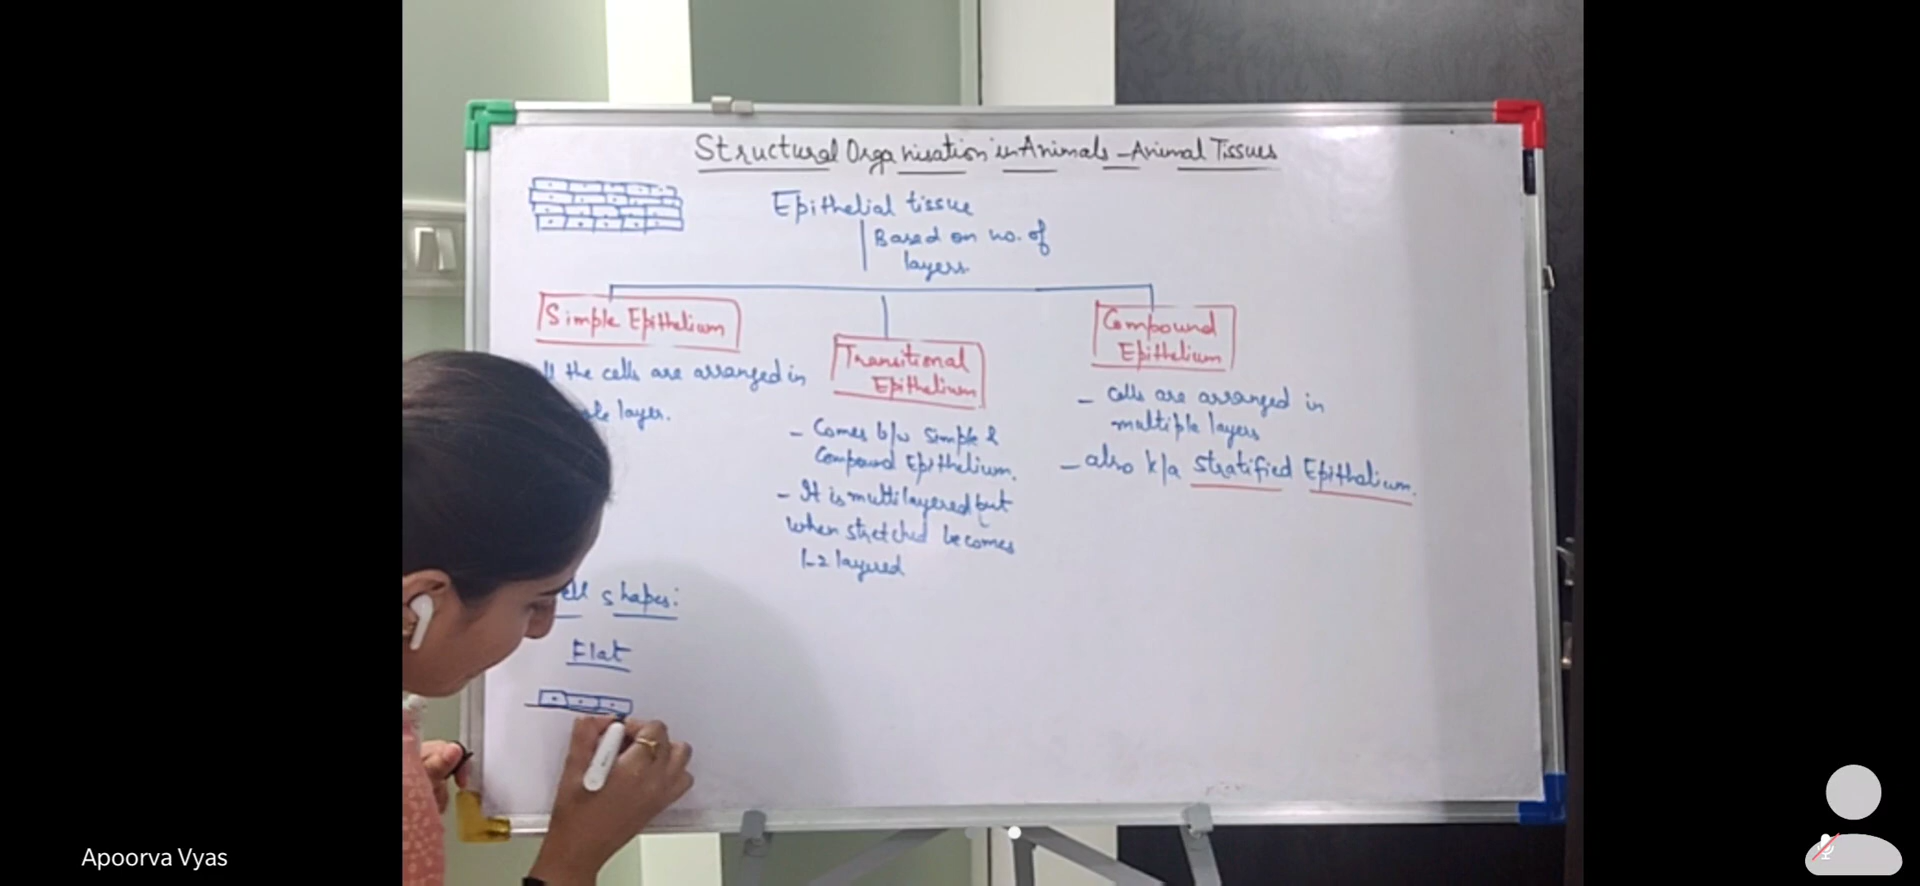 Structural Organisation in Animals - Animal Tissues
Epithelial tissue
Based on no. of
layers
Simple Epithelium
the cells are arranged in
layer.
Transitional
Epithelium
- Comes b/w Simple &
Compound Epithelium.
- It is multilayered but
when stretched becomes
1-2 layered
Compound
Epithelium
- Cells are arranged in
multiple layers
- also k/a Stratified Epithelium.
shapes:
Flat
Apoorva Vyas